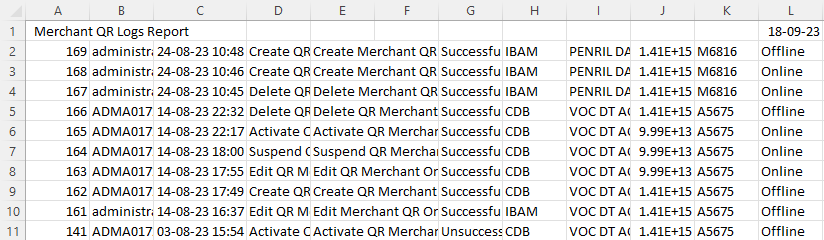 A B C D E F G H I J K L
1 Merchant QR Logs Report 18-09-23
2 169 administra 24-08-23 10:48 Create QR Create Merchant QR Successfu IBAM PENRIL DA 1.41E+15 M6816 Offline
3 168 administra 24-08-23 10:46 Create QR Create Merchant QR Successfu IBAM PENRIL DA 1.41E+15 M6816 Online
4 167 administra 24-08-23 10:45 Delete QR Delete Merchant QR Successfu IBAM PENRIL DA 1.41E+15 M6816 Online
5 166 ADMA017 14-08-23 22:32 Delete QR Delete QR Merchant Successfu CDB VOC DT AC 1.41E+15 A5675 Offline
6 165 ADMA017 14-08-23 22:17 Activate C Activate QR Merchar Successfu CDB VOC DT AC 9.99E+13 A5675 Online
7 164 ADMA017 14-08-23 18:00 Suspend C Suspend QR Merchar Successfu CDB VOC DT AC 9.99E+13 A5675 Online
8 163 ADMA017 14-08-23 17:55 Edit QR M Edit QR Merchant Or Successfu CDB VOC DT AC 9.99E+13 A5675 Online
9 162 ADMA017 14-08-23 17:49 Create QR Create QR Merchant Successfu CDB VOC DT AC 1.41E+15 A5675 Offline
10 161 administra 14-08-23 16:37 Edit QR M Edit Merchant QR Or Successfu IBAM VOC DT AC 1.41E+15 A5675 Offline
11 141 ADMA017 03-08-23 15:54 Activate C Activate QR Merchar Unsuccess CDB VOC DT AC 1.41E+15 A5675 Offline